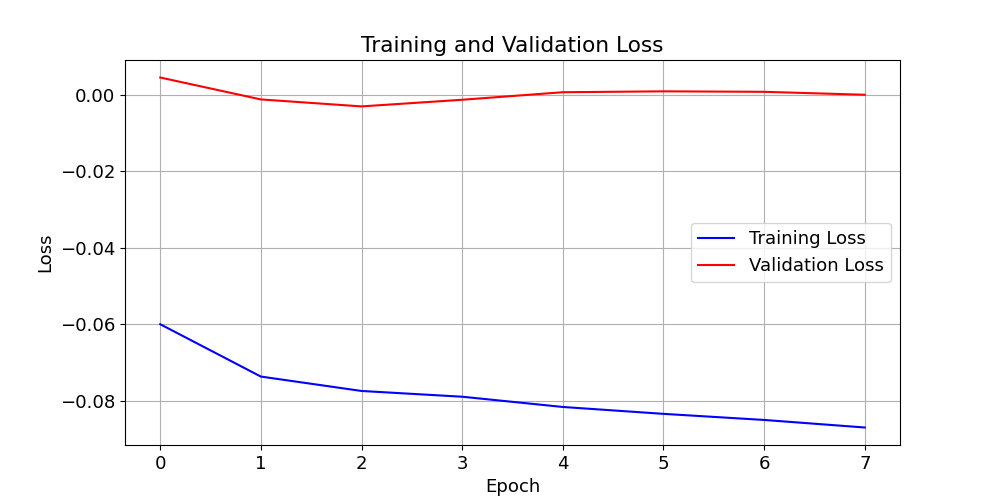 Training and Validation Loss
0.00
−0.02
−0.04
−0.06
−0.08
Loss
Training Loss
Validation Loss
0 1 2 3 4 5 6 7
Epoch